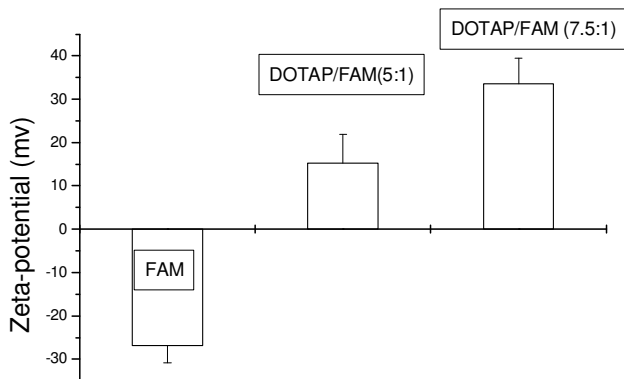 DOTAP/FAM (7.5:1)
DOTAP/FAM(5:1)
40
30
20
10
0
-10
-20
-30
Zeta-potential (mv)
FAM